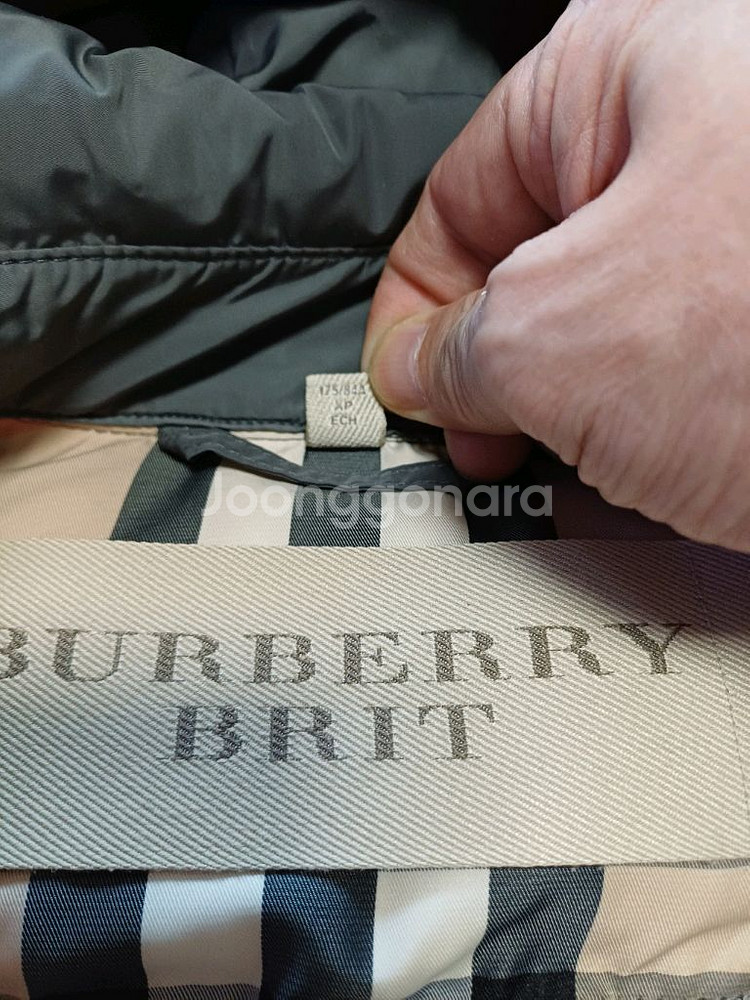 175/84A
XP
ECH
Joonggonara
BURBERRY
BRIT